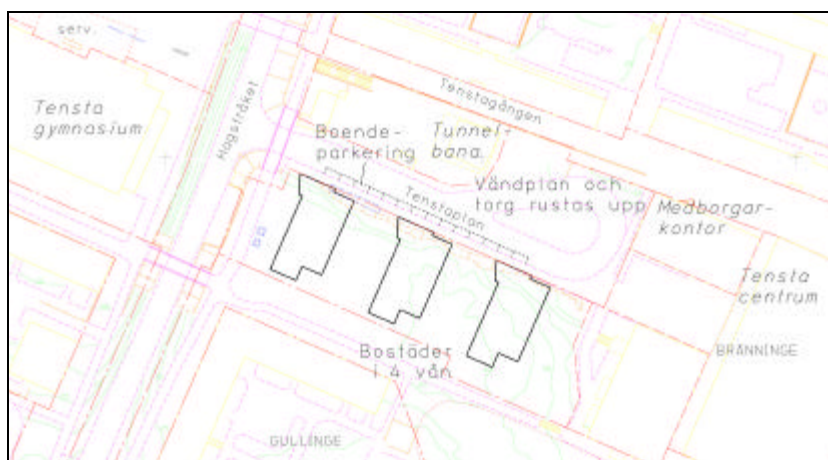 serv.
Tensta
gymnasium
Hagstråket
Tenstagången
Boende-
parkering
Tunnel-
bana.
Tenstaplan
Vändplan och
torg rustas upp
Medborgar-
kontor
Tensta
centrum
Bostäder
i 4 vån
BRÄNNINGE
GULLINGE